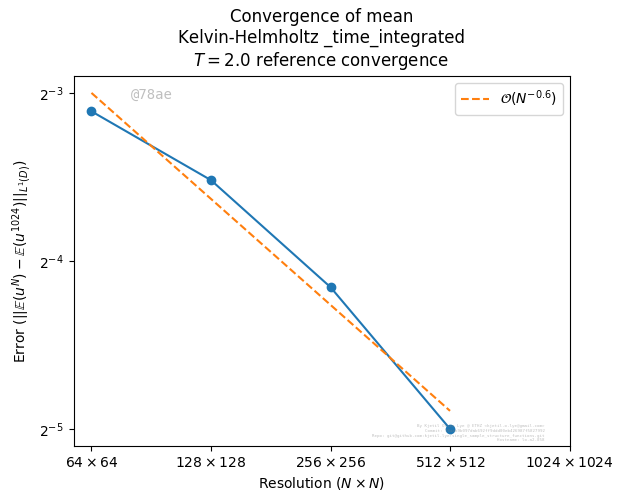 Convergence of mean
Kelvin-Helmholtz _time_integrated
T = 2.0 reference convergence
@78ae
O(N^{-0.6})
2^{-3}
2^{-4}
2^{-5}
Error (||𝔼(u^N) − 𝔼(u^{1024})||_{L^1(D)})
64 × 64
128 × 128
256 × 256
512 × 512
1024 × 1024
Resolution (N × N)